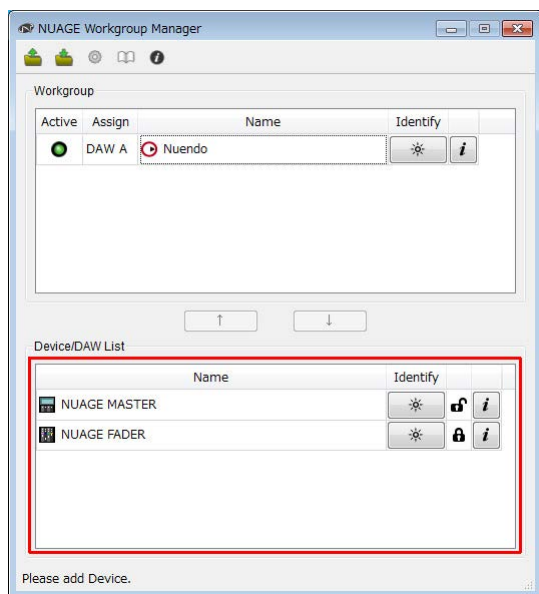 NUAGE Workgroup Manager
Workgroup
Active Assign Name Identify
DAW A Nuendo i
↑ ↓
Device/DAW List
Name Identify
NUAGE MASTER i
NUAGE FADER i
Please add Device.